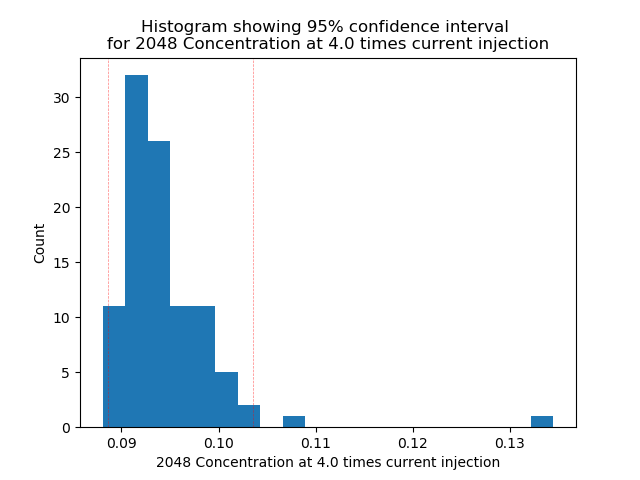 Histogram showing 95% confidence interval
for 2048 Concentration at 4.0 times current injection
30
25
20
15
10
5
0
Count
0.09 0.10 0.11 0.12 0.13
2048 Concentration at 4.0 times current injection